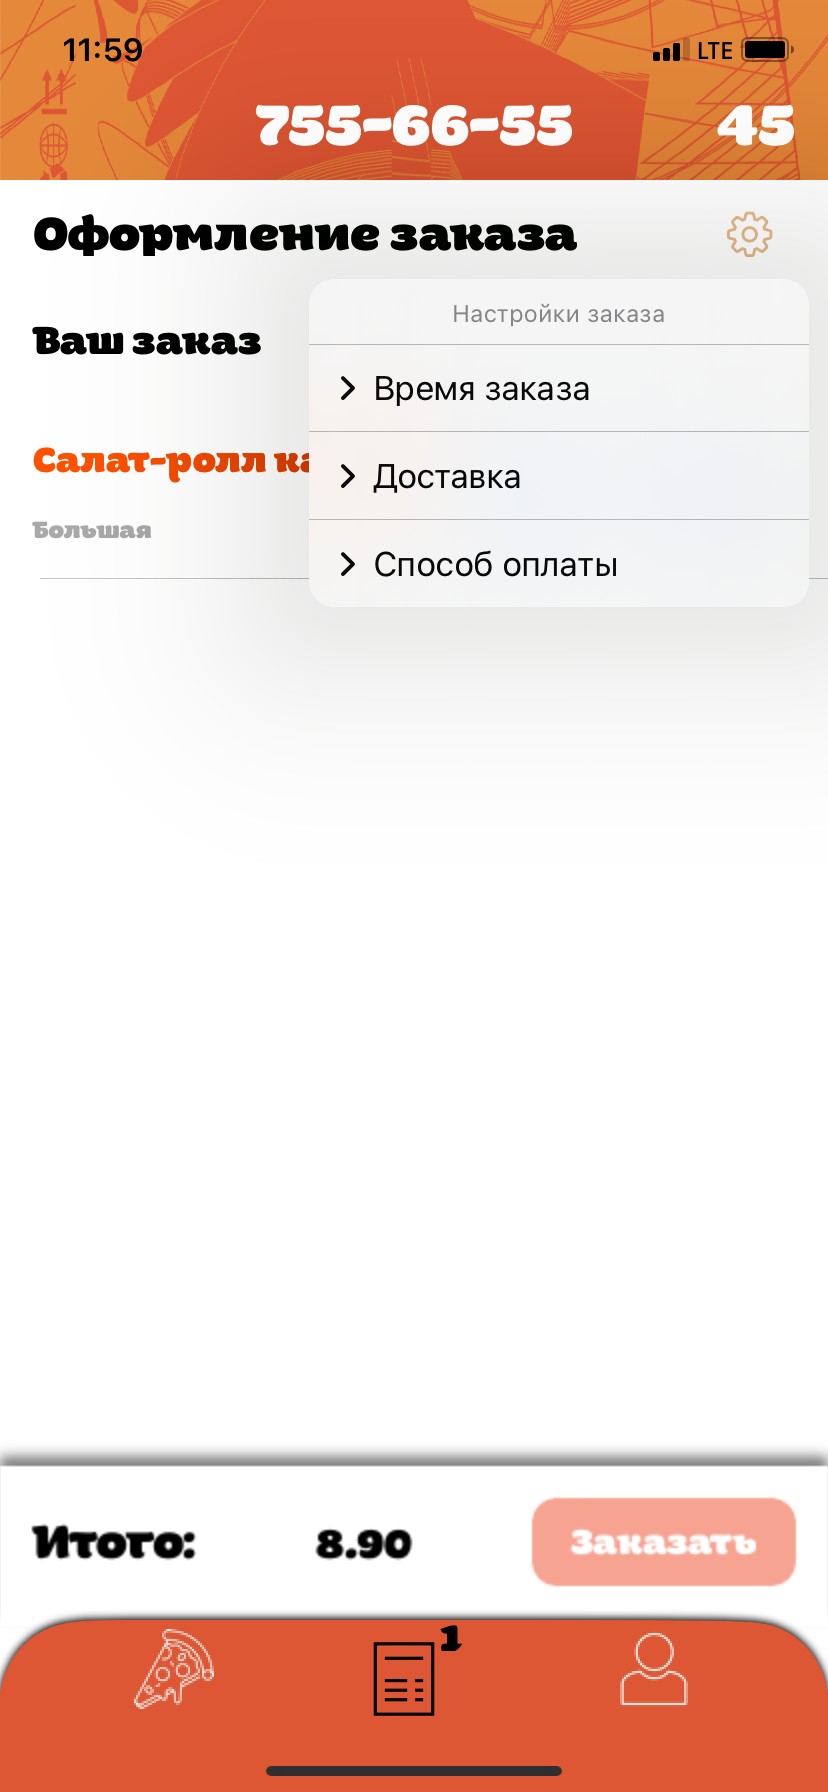 11:59 LTE
755-66-55 45
Оформление заказа
Настройки заказа
Ваш заказ
Время заказа
Салат-ролл
Доставка
Большая
Способ оплаты
Итого: 8.90 Заказать
1